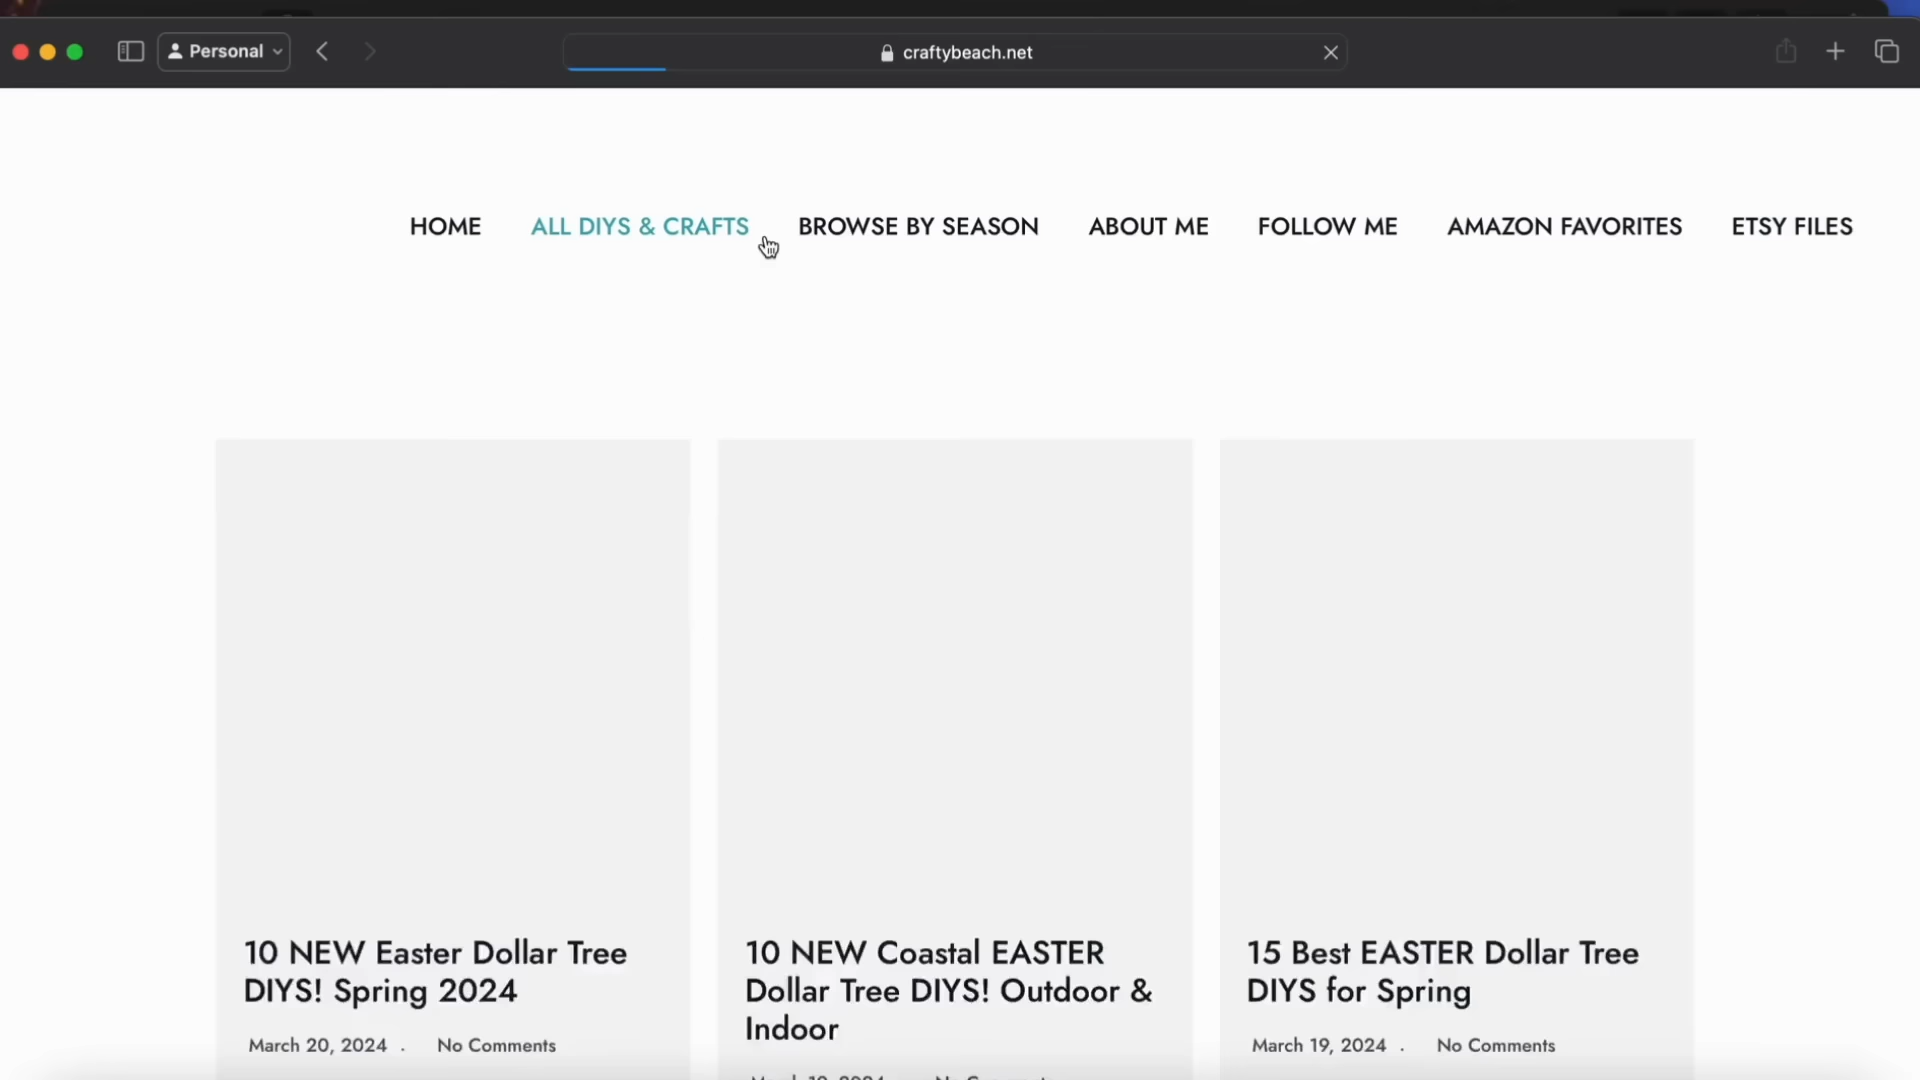 Personal
craftybeach.net
HOME ALL DIYS & CRAFTS BROWSE BY SEASON ABOUT ME FOLLOW ME AMAZON FAVORITES ETSY FILES
10 NEW Easter Dollar Tree
DIYS! Spring 2024
March 20, 2024 . No Comments
10 NEW Coastal EASTER
Dollar Tree DIYS! Outdoor &
Indoor
15 Best EASTER Dollar Tree
DIYS for Spring
March 19, 2024 . No Comments